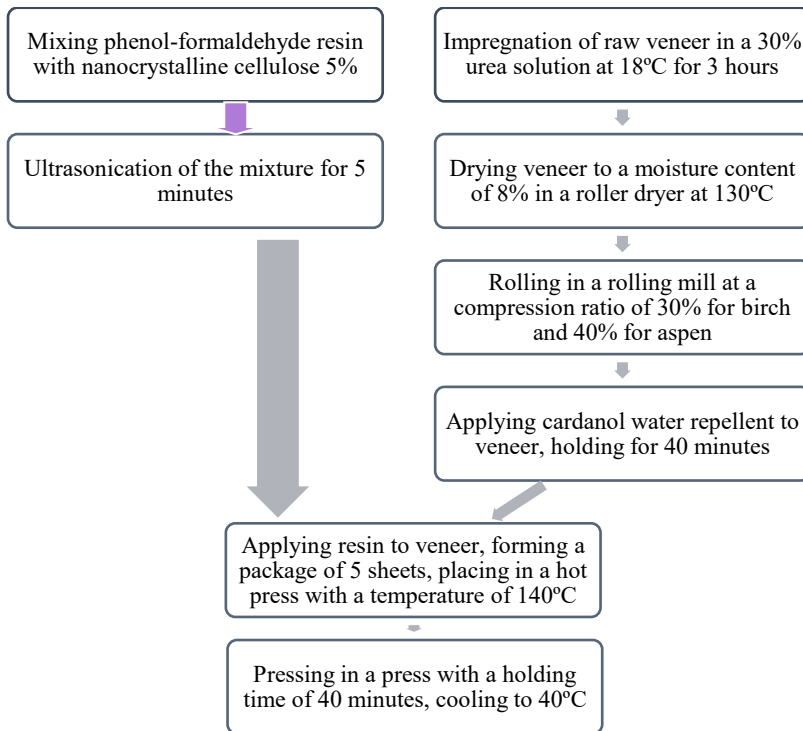 Mixing phenol-formaldehyde resin
with nanocrystalline cellulose 5%
Ultrasonication of the mixture for 5
minutes
Impregnation of raw veneer in a 30%
urea solution at 18ºC for 3 hours
Drying veneer to a moisture content
of 8% in a roller dryer at 130ºC
Rolling in a rolling mill at a
compression ratio of 30% for birch
and 40% for aspen
Applying cardanol water repellent to
veneer, holding for 40 minutes
Applying resin to veneer, forming a
package of 5 sheets, placing in a hot
press with a temperature of 140ºC
Pressing in a press with a holding
time of 40 minutes, cooling to 40ºC